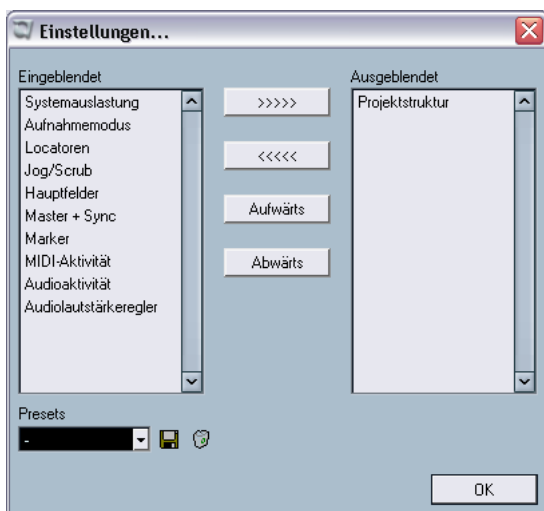 Einstellungen...
Eingeblendet
Systemauslastung
Aufnahmemodus
Locatoren
Jog/Scrub
Hauptfelder
Master + Sync
Marker
MIDI-Aktivität
Audioaktivität
Audiolautstärkeregler
>>>>>
<<<<<
Aufwärts
Abwärts
Ausgeblendet
Projektstruktur
Presets
-
OK